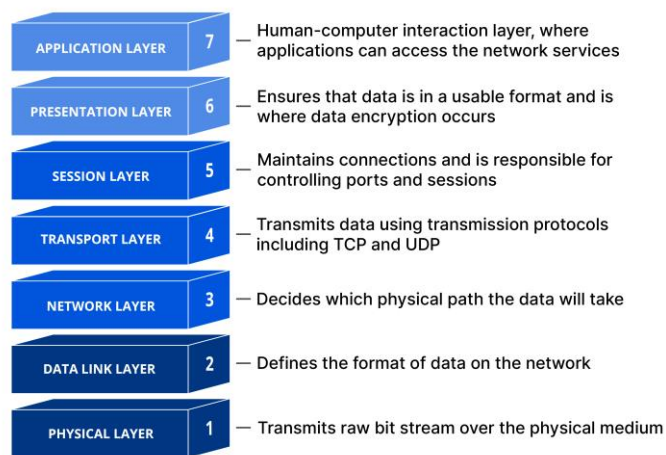 APPLICATION LAYER 7
Human-computer interaction layer, where
applications can access the network services
PRESENTATION LAYER 6
Ensures that data is in a usable format and is
where data encryption occurs
SESSION LAYER 5
Maintains connections and is responsible for
controlling ports and sessions
TRANSPORT LAYER 4
Transmits data using transmission protocols
including TCP and UDP
NETWORK LAYER 3
Decides which physical path the data will take
DATA LINK LAYER 2
Defines the format of data on the network
PHYSICAL LAYER 1
Transmits raw bit stream over the physical medium